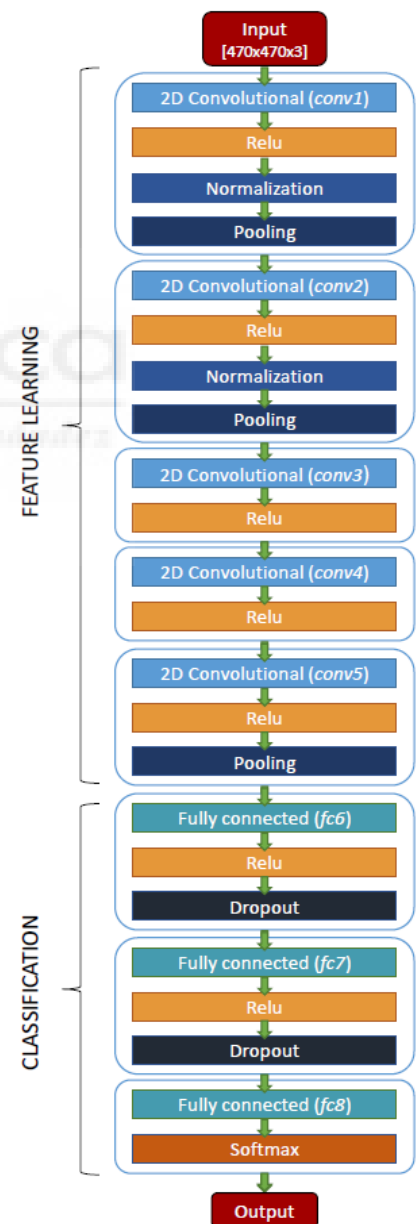 Input
[470x470x3]
FEATURE LEARNING
2D Convolutional (conv1)
Relu
Normalization
Pooling
2D Convolutional (conv2)
Relu
Normalization
Pooling
2D Convolutional (conv3)
Relu
2D Convolutional (conv4)
Relu
2D Convolutional (conv5)
Relu
Pooling
CLASSIFICATION
Fully connected (fc6)
Relu
Dropout
Fully connected (fc7)
Relu
Dropout
Fully connected (fc8)
Softmax
Output